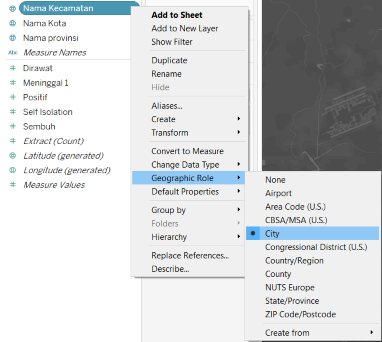 Nama Kecamatan
Nama Kota
Nama provinsi
Abc Measure Names
# Dirawat
# Meninggal 1
# Positif
# Self Isolation
# Sembuh
# Extract (Count)
Latitude (generated)
Longitude (generated)
# Measure Values
Add to Sheet
Add to New Layer
Show Filter
Duplicate
Rename
Hide
Aliases...
Create
Transform
Convert to Measure
Change Data Type
Geographic Role
Default Properties
Group by
Folders
Hierarchy
Replace References...
Describe...
None
Airport
Area Code (U.S.)
CBSA/MSA (U.S.)
City
Congressional District (U.S.)
Country/Region
County
NUTS Europe
State/Province
ZIP Code/Postcode
Create from